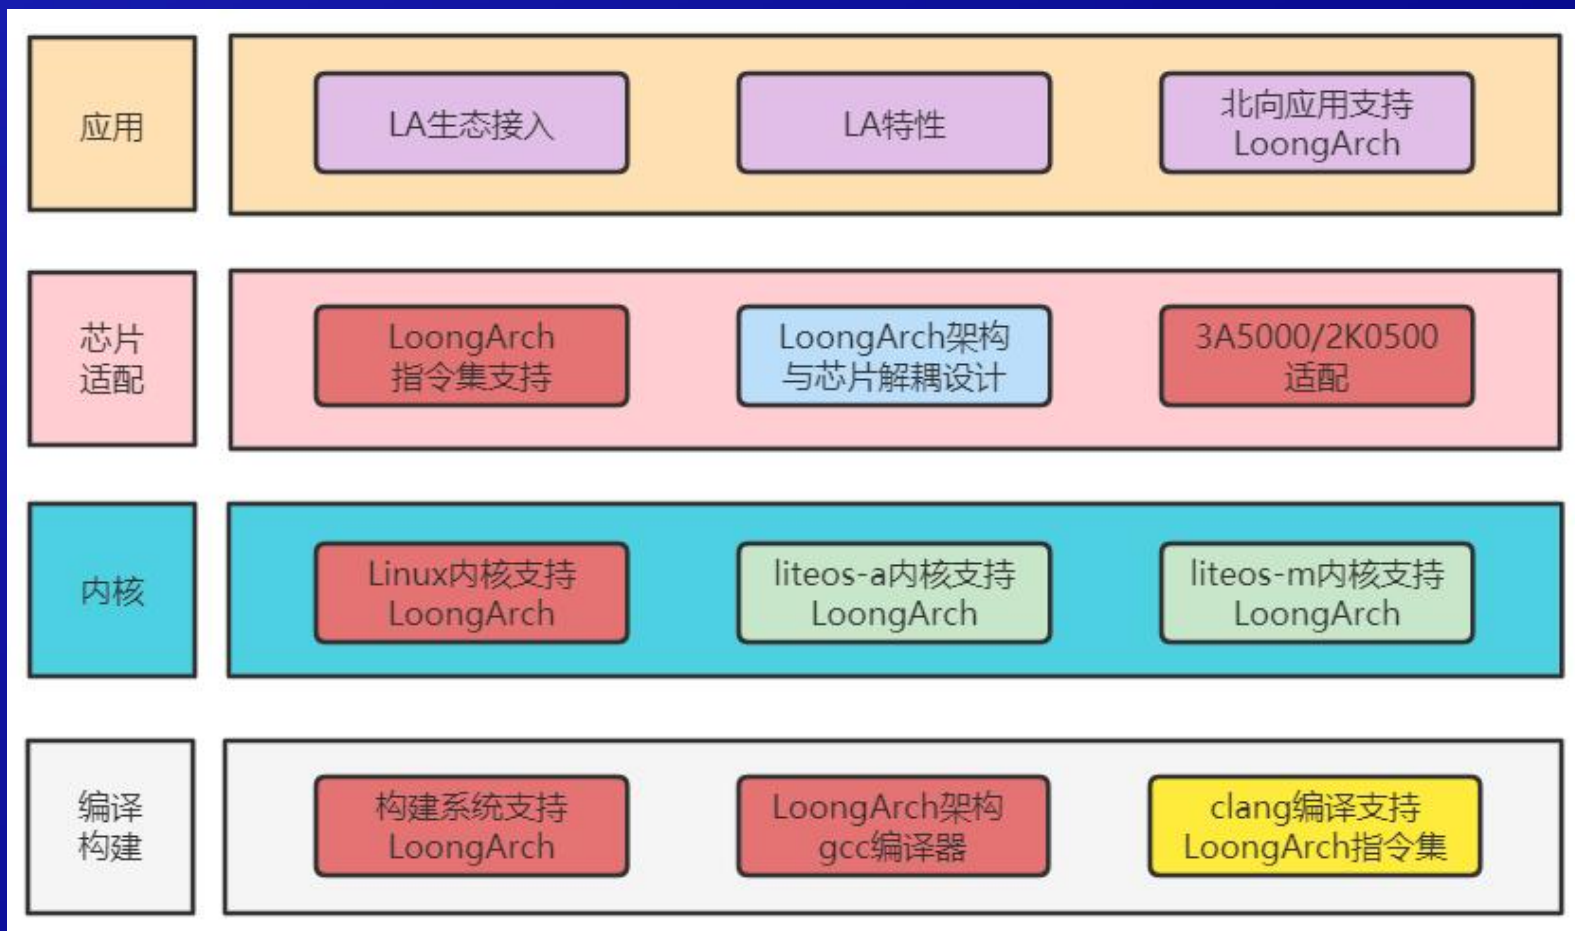 应用
LA生态接入
LA特性
北向应用支持
LoongArch
芯片
适配
LoongArch
指令集支持
LoongArch架构
与芯片解耦设计
3A5000/2K0500
适配
内核
Linux内核支持
LoongArch
liteos-a内核支持
LoongArch
liteos-m内核支持
LoongArch
编译
构建
构建系统支持
LoongArch
LoongArch架构
gcc编译器
clang编译支持
LoongArch指令集